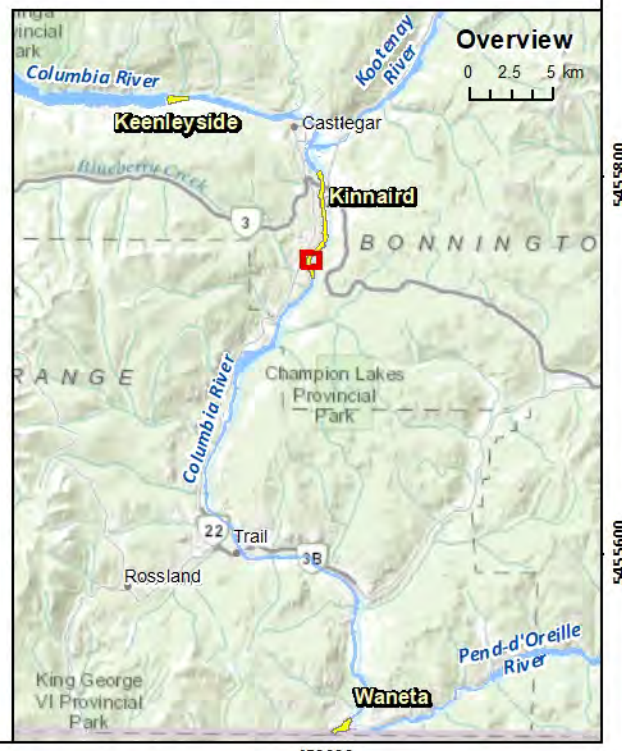 vincial
ark
Overview
0 2.5 5 km
Kootenay
River
Columbia River
Keenleyside
Castlegar
5455800
Blueberry Creek
Kinnaird
3
BONNINGTO
RANGE
Champion Lakes
Provincial
Park
Columbia River
22
Trail
3B
5455600
Rossland
Pend-d'Oreille
River
King George
VI Provincial
Park
Waneta